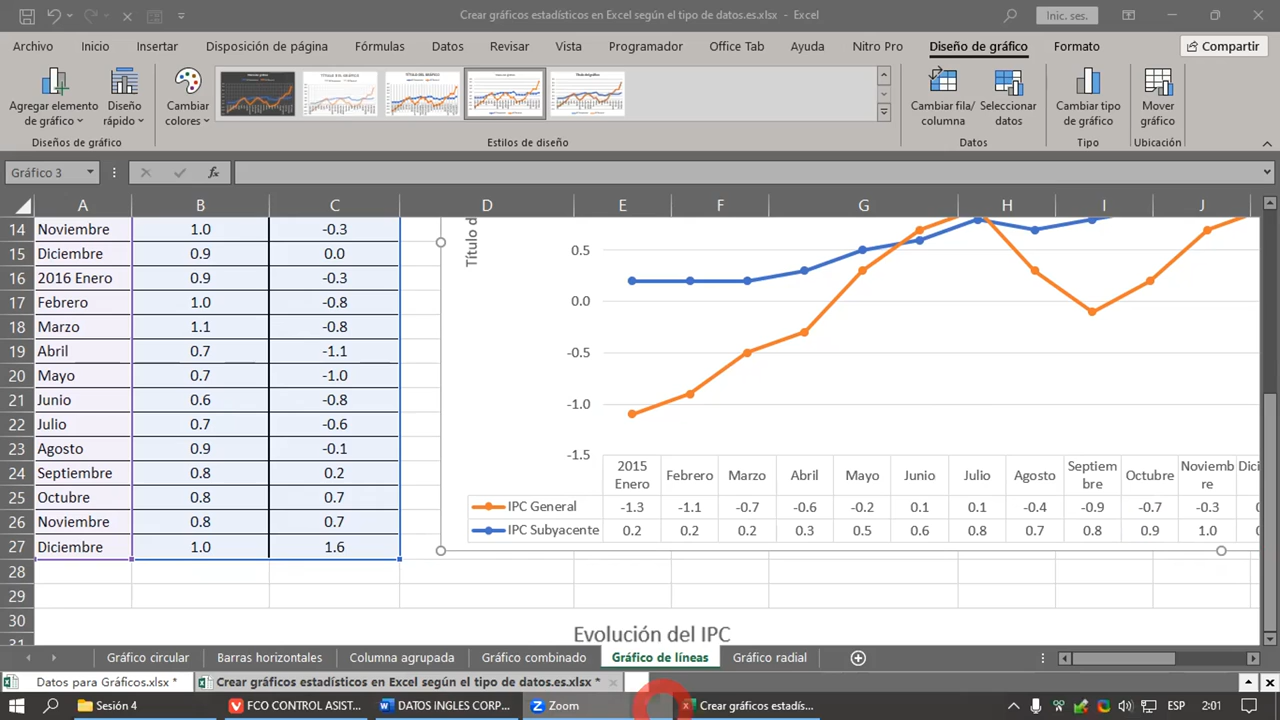 Crear gráficos estadísticos en Excel según el tipo de datos.es.xlsx - Excel
Inic. ses.
Archivo Inicio Insertar Disposición de página Fórmulas Datos Revisar Vista Programador Office Tab Ayuda Nitro Pro Diseño de gráfico Formato Compartir
Agregar elemento de gráfico
Diseño rápido
Cambiar colores
Cambiar fila/ columna
Seleccionar datos
Cambiar tipo de gráfico
Mover gráfico
Diseños de gráfico Estilos de diseño Datos Tipo Ubicación
Gráfico 3 fx
A B C D E F G H I J
14 Noviembre 1.0 -0.3
15 Diciembre 0.9 0.0
16 2016 Enero 0.9 -0.3
17 Febrero 1.0 -0.8
18 Marzo 1.1 -0.8
19 Abril 0.7 -1.1
20 Mayo 0.7 -1.0
21 Junio 0.6 -0.8
22 Julio 0.7 -0.6
23 Agosto 0.9 -0.1
24 Septiembre 0.8 0.2
25 Octubre 0.8 0.7
26 Noviembre 0.8 0.7
27 Diciembre 1.0 1.6
28
29
30
31
Título d
0.5
0.0
-0.5
-1.0
-1.5
2015 Enero Febrero Marzo Abril Mayo Junio Julio Agosto Septiembre Octubre Noviembre Dici
IPC General -1.3 -1.1 -0.7 -0.6 -0.2 0.1 0.1 -0.4 -0.9 -0.7 -0.3
IPC Subyacente 0.2 0.2 0.2 0.3 0.5 0.6 0.8 0.7 0.8 0.9 1.0
Evolución del IPC
Gráfico circular Barras horizontales Columna agrupada Gráfico combinado Gráfico de líneas Gráfico radial
Datos para Gráficos.xlsx * Crear gráficos estadísticos en Excel según el tipo de datos.es.xlsx *
Sesión 4 FCO CONTROL ASIST... DATOS INGLES CORP... Zoom Crear gráficos estadís... ESP 2:01